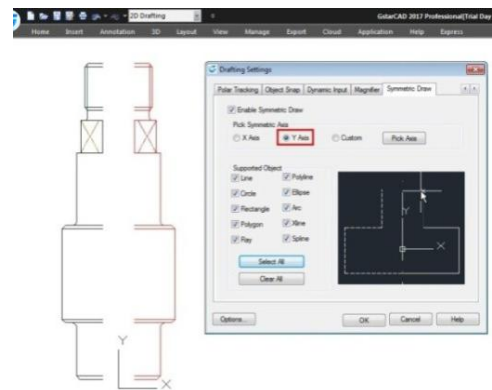 2D Drafting
GstarCAD 2017 Professional(Trial Day
Home Insert Annotation 3D Layout View Manage Export Cloud Application Help Express
Drafting Settings
Polar Tracking Object Snap Dynamic Input Magnifier Symmetric Draw
Enable Symmetric Draw
Pick Symmetric Axis
X Axis Y Axis Custom Pick Axis
Supported Object
Line Polyline
Circle Ellipse
Rectangle Arc
Polygon Xline
Ray Spline
Select All
Clear All
Y
X
Options... OK Cancel Help
Y
X